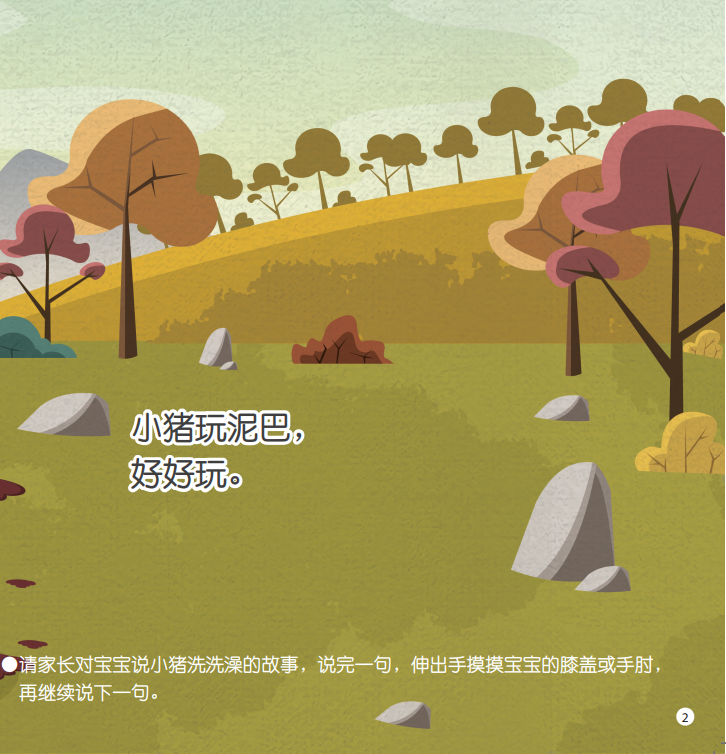 小猪玩泥巴，
好好玩。
●请家长对宝宝说小猪洗洗澡的故事，说完一句，伸出手摸摸宝宝的膝盖或手肘，
再继续说下一句。
2